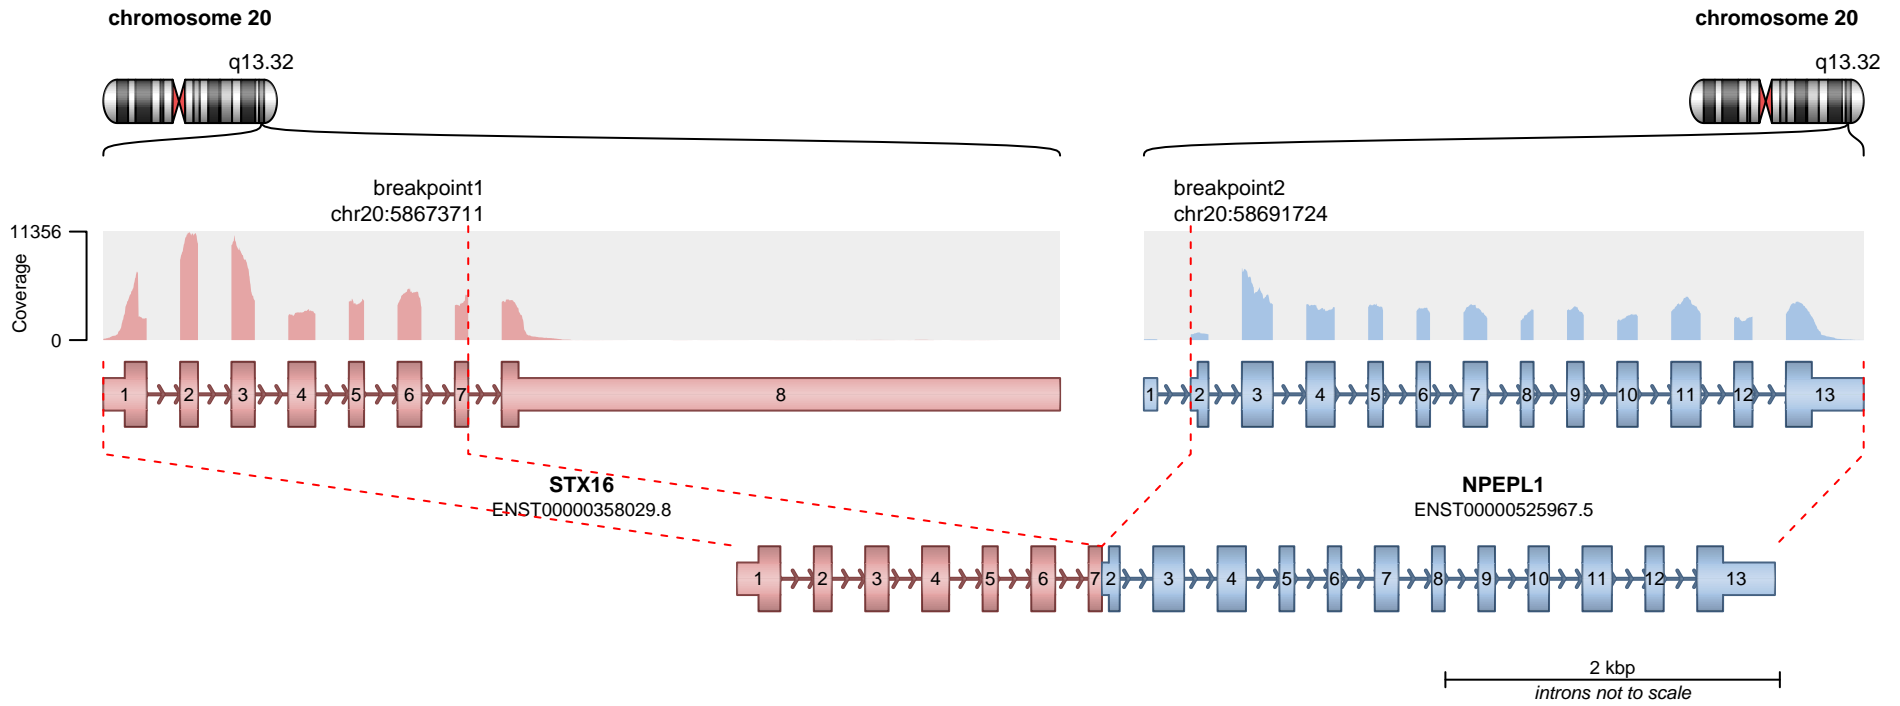 chromosome 20
chromosome 20
q13.32
q13.32
breakpoint1
chr20:58673711
breakpoint2
chr20:58691724
11356
Coverage
0
1 2 3 4 5 6 7 8
1 2 3 4 5 6 7 8 9 10 11 12 13
STX16
ENST00000358029.8
NPEPL1
ENST00000525967.5
1 2 3 4 5 6 7 2 3 4 5 6 7 8 9 10 11 12 13
2 kbp
introns not to scale